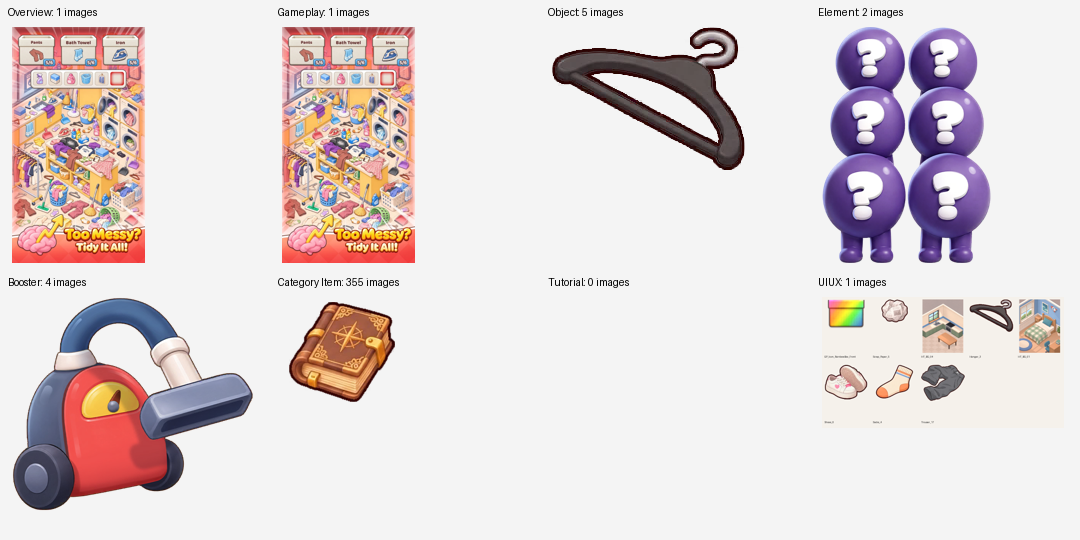 Overview: 1 images
Gameplay: 1 images
Object: 5 images
Element: 2 images
Pants
Bath Towel
Iron
Too Messy?
Tidy It All!
Pants
Bath Towel
Iron
Too Messy?
Tidy It All!
?
?
?
?
?
?
Booster: 4 images
Category Item: 355 images
Tutorial: 0 images
UIUX: 1 images